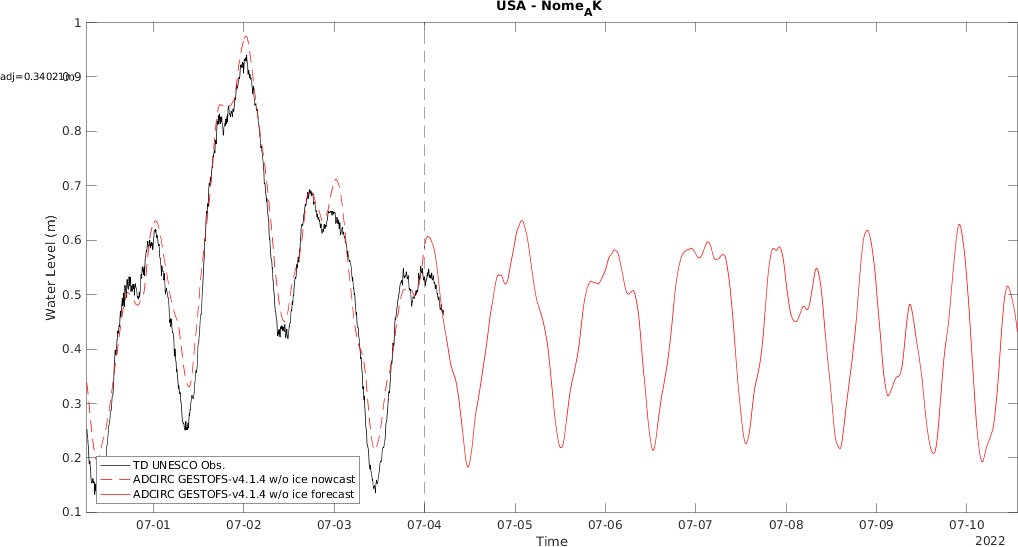 USA - Nome_AK
adj=0.34021m
Water Level (m)
1
0.9
0.8
0.7
0.6
0.5
0.4
0.3
0.2
0.1
TD UNESCO Obs.
ADCIRC GESTOFS-v4.1.4 w/o ice nowcast
ADCIRC GESTOFS-v4.1.4 w/o ice forecast
07-01 07-02 07-03 07-04 07-05 07-06 07-07 07-08 07-09 07-10
Time
2022